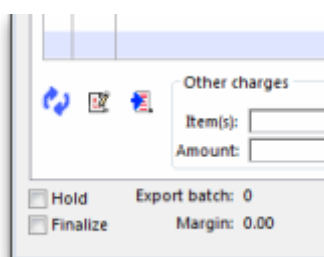 Other charges
Item(s):
Amount:
Hold Export batch: 0
Finalize Margin: 0.00